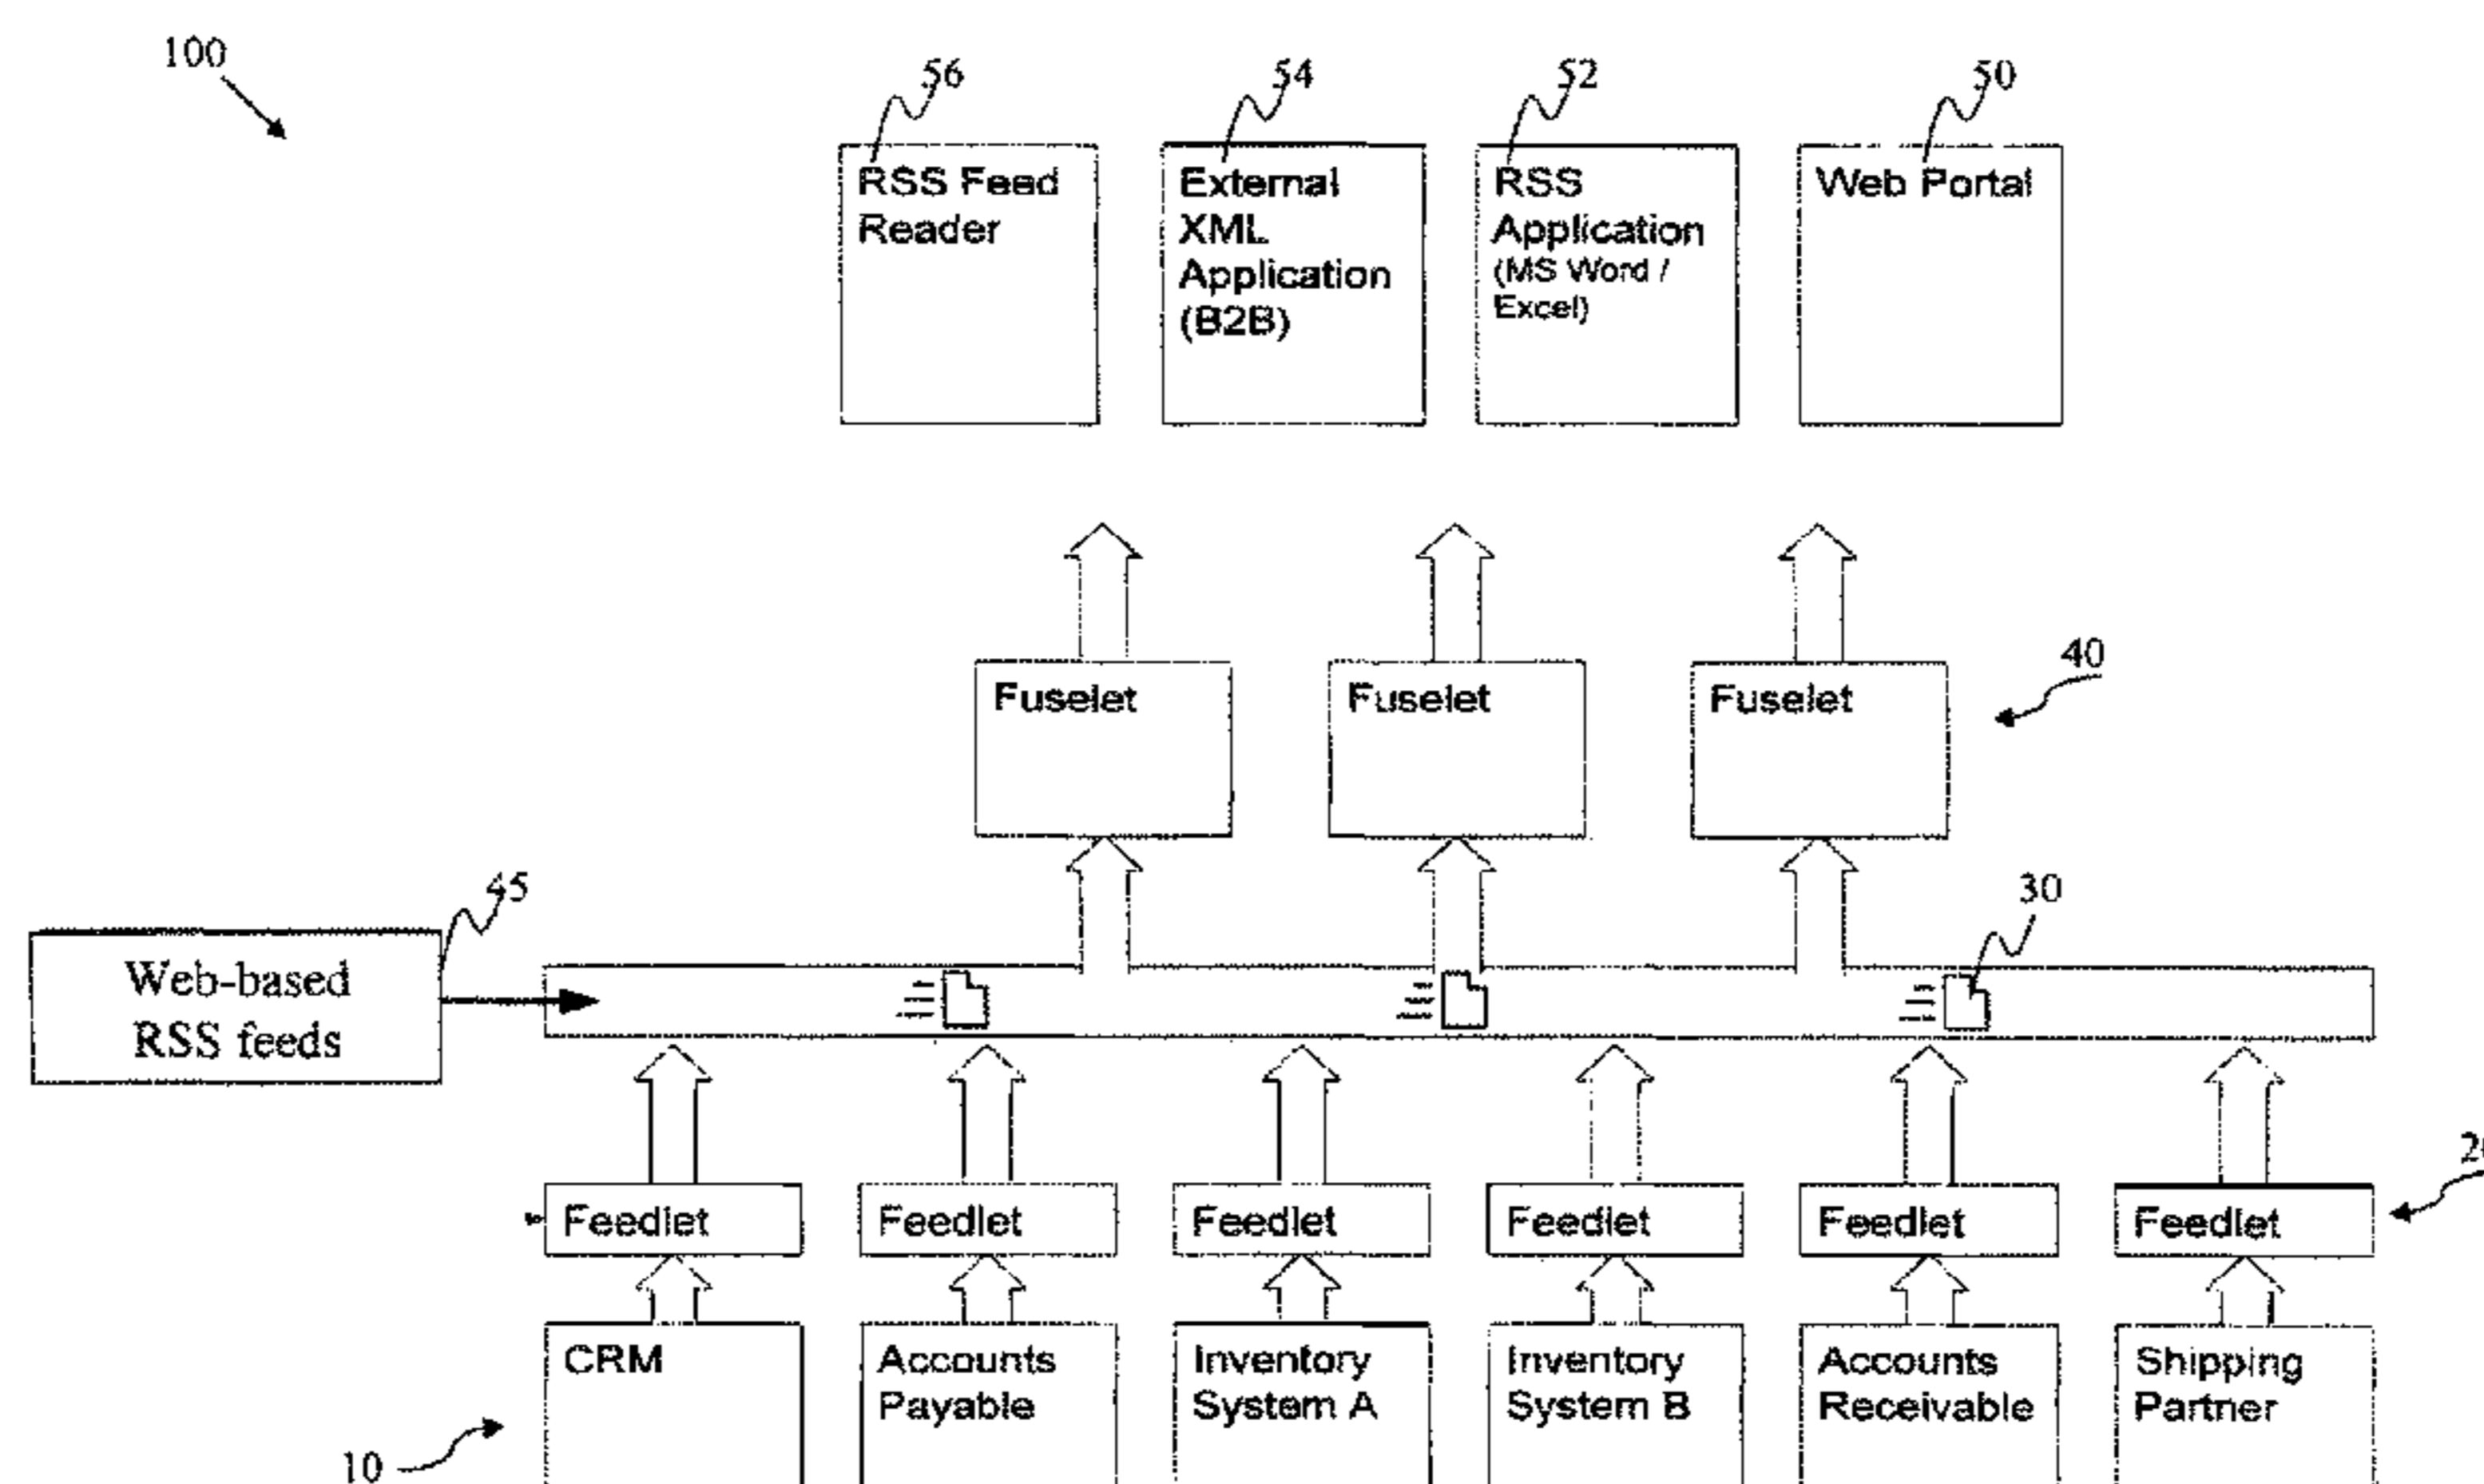 100
56
54
52
50
RSS Feed
Reader
External
XML
Application
(B2B)
RSS
Application
(MS Word /
Excel)
Web Portal
40
Fuselet
Fuselet
Fuselet
45
30
Web-based
RSS feeds
Feedlet
Feedlet
Feedlet
Feedlet
Feedlet
Feedlet
CRM
Accounts
Payable
Inventory
System A
Inventory
System B
Accounts
Receivable
Shipping
Partner
10